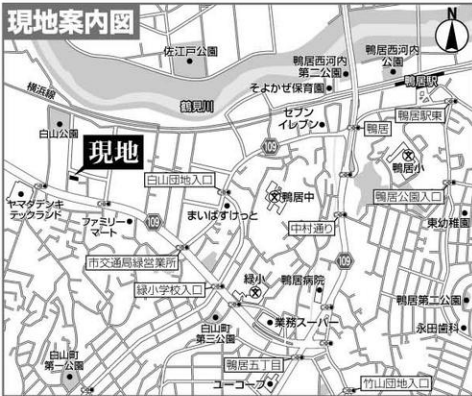 現地案内図
N
佐江戸公園
鴨居西河内
第二公園
鴨居西河内
公園
そよかぜ保育園
鴨居駅
横浜線
鶴見川
セブン
イレブン
鴨居
鴨居駅東
白山公園
現地
109
鴨居小
白山団地入口
鴨居中
鴨居公園入口
ヤマダデンキ
テックランド
ファミリー
マート
109
まいばすけっと
中村通り
東幼稚園
市交通局緑営業所
109
緑小学校入口
緑小
鴨居病院
鴨居第二公園
白山町
第三公園
業務スーパー
永田歯科
白山町
第一公園
鴨居五丁目
ユーコープ
竹山団地入口